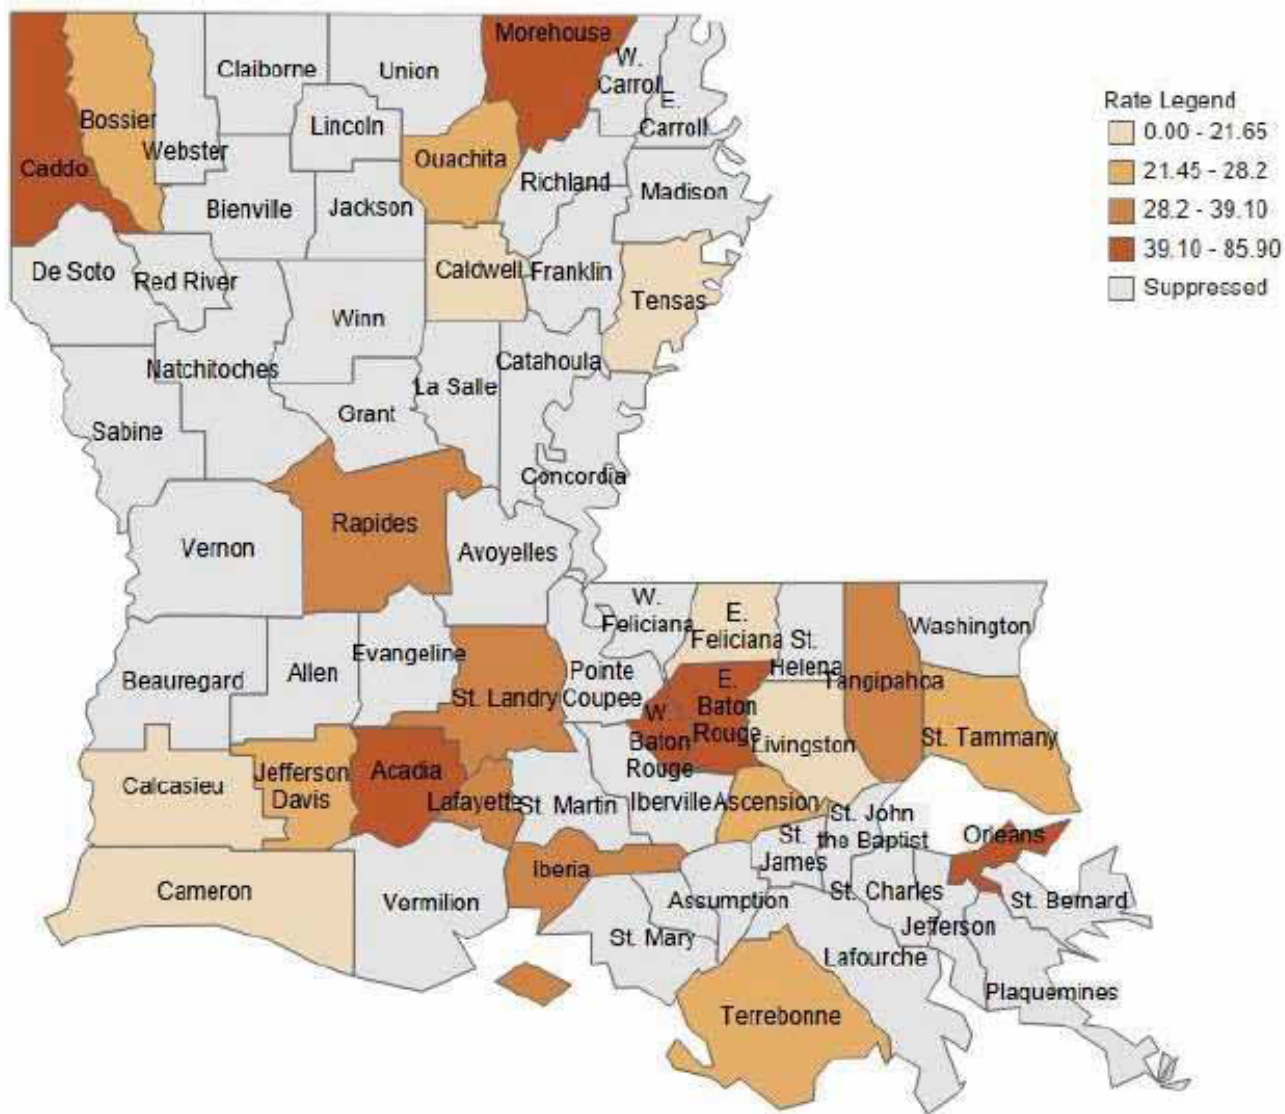 Morehouse
W.
Carroll
Claiborne
Union
E.
Carroll
Rate Legend
0.00 - 21.65
21.45 - 28.2
28.2 - 39.10
39.10 - 85.90
Suppressed
Bossier
Lincoln
Webster
Ouachita
Caddo
Richland
Madison
Bienville
Jackson
De Soto
Red River
Caldwell
Franklin
Tensas
Winn
Natchitoches
Catahoula
La Salle
Grant
Sabine
Concordia
Rapides
Vernon
Avoyelles
W.
Feliciana
E.
Feliciana
St.
Helena
Washington
Evangeline
Allen
Beauregard
Pointe
Coupee
St. Landry
E.
Baton
Rouge
Tangipahoa
W.
Baton
Rouge
Livingston
St. Tammany
Calcasieu
Jefferson
Davis
Acadia
Lafayette
St Martin
Iberville
Ascension
St. John
the Baptist
Orleans
St.
James
Iberia
Cameron
Vermilion
Assumption
St. Charles
St. Bernard
St. Mary
Jefferson
Lafourche
Plaquemines
Terrebonne